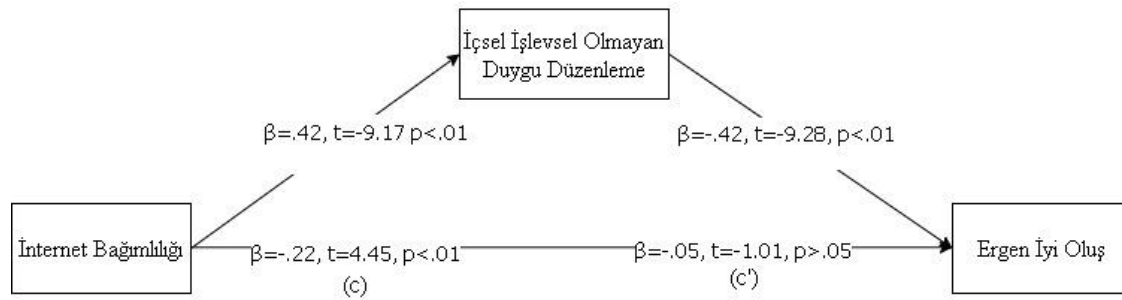 İçsel İşlevsel Olmayan
Duygu Düzenleme
β=.42, t=-9.17 p<.01
β=-.42, t=-9.28, p<.01
İnternet Bağımlılığı
β=-.22, t=4.45, p<.01
(c)
β=-.05, t=-1.01, p>.05
(c')
Ergen İyi Oluş